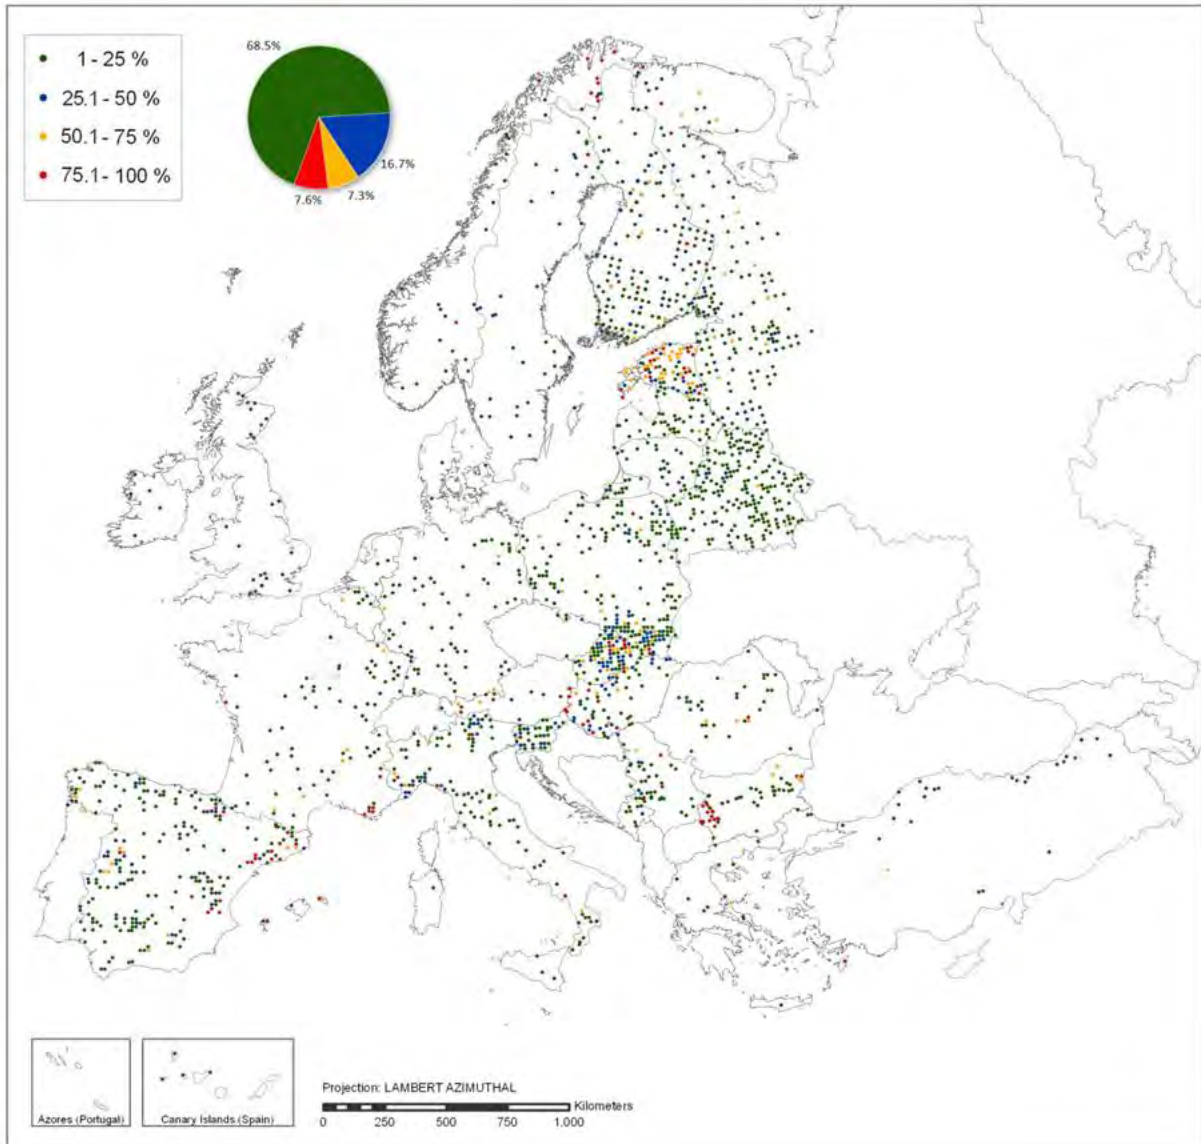 1 - 25 %
25.1 - 50 %
50.1 - 75 %
75.1 - 100 %
68.5%
16.7%
7.3%
7.6%
Projection: LAMBERT AZIMUTHAL
Kilometers
0 250 500 750 1.000
Azores (Portugal)
Canary Islands (Spain)